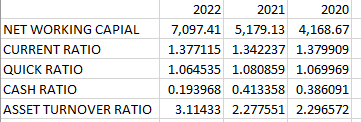 2022 2021 2020
NET WORKING CAPIAL 7,097.41 5,179.13 4,168.67
CURRENT RATIO 1.377115 1.342237 1.379909
QUICK RATIO 1.064535 1.080859 1.069969
CASH RATIO 0.193968 0.413358 0.386091
ASSET TURNOVER RATIO 3.11433 2.277551 2.296572